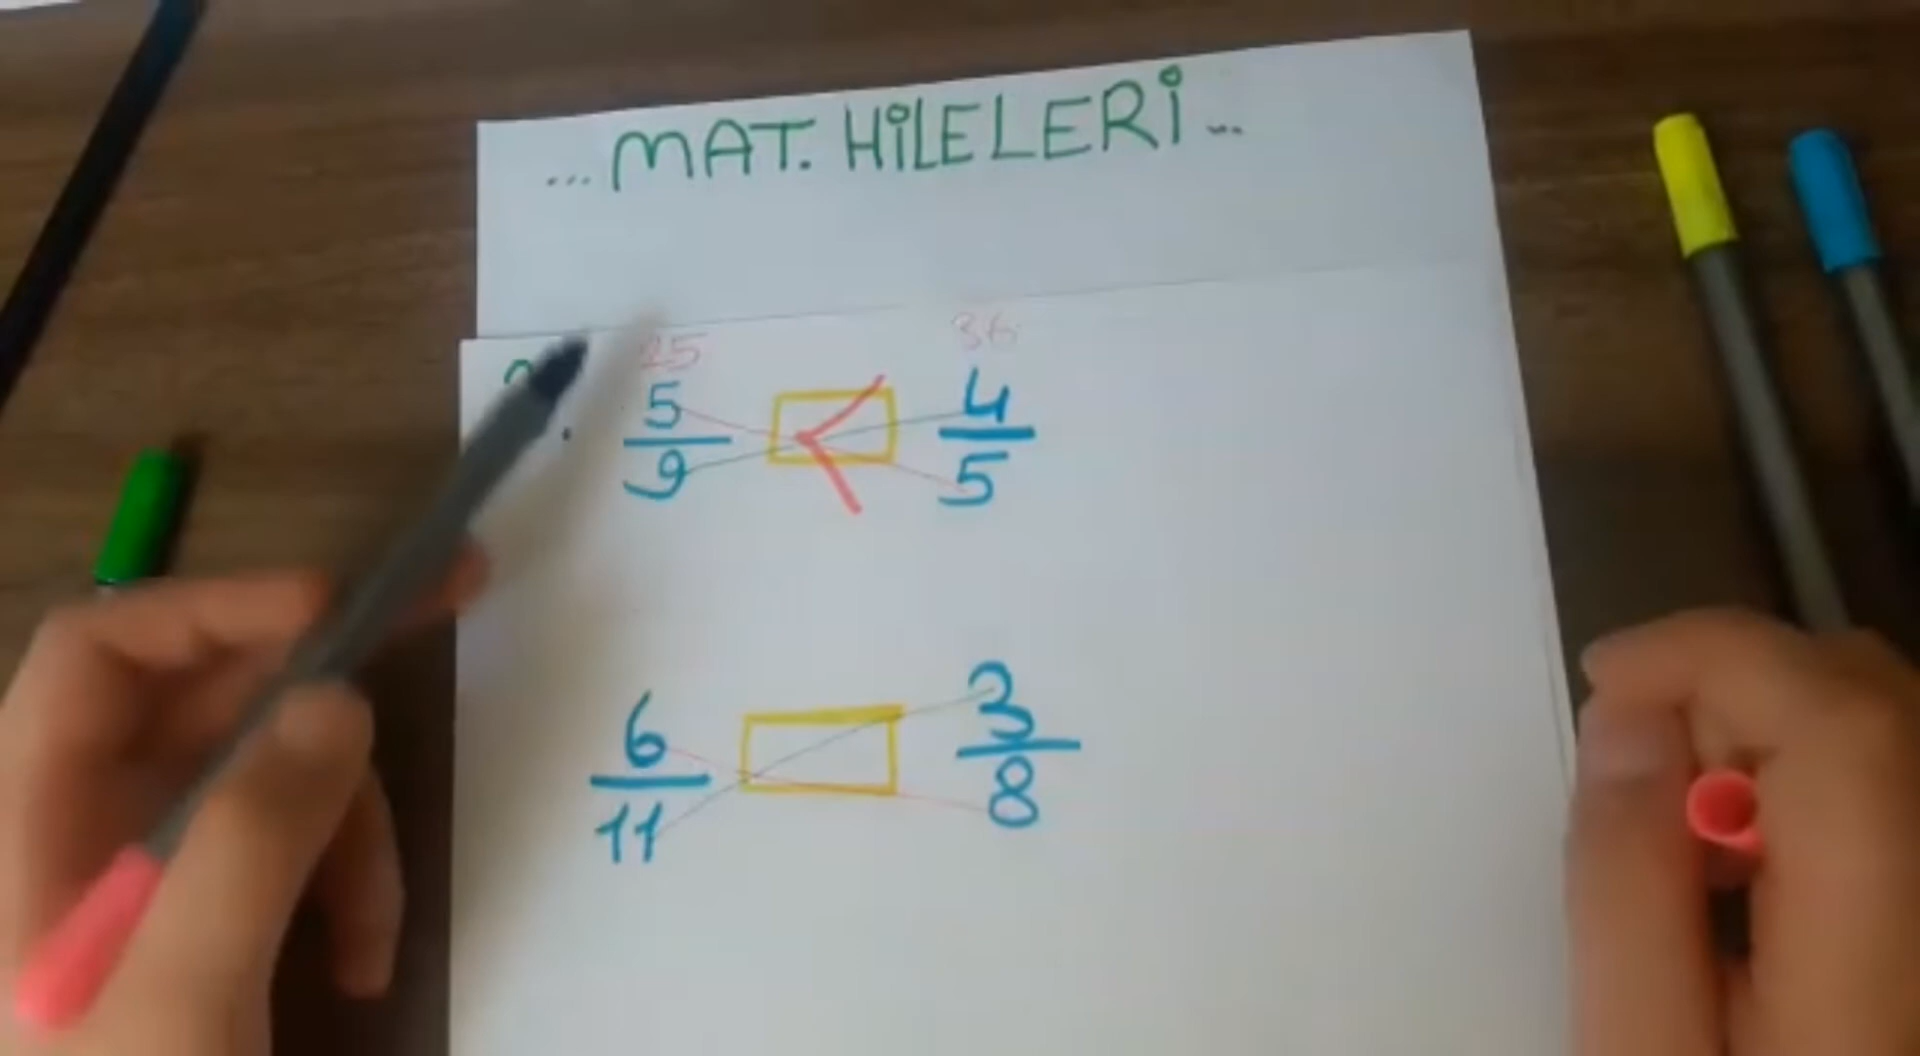 ... MAT. HİLELERİ ...
25 36
5/9 < 4/5
6/11 3/8